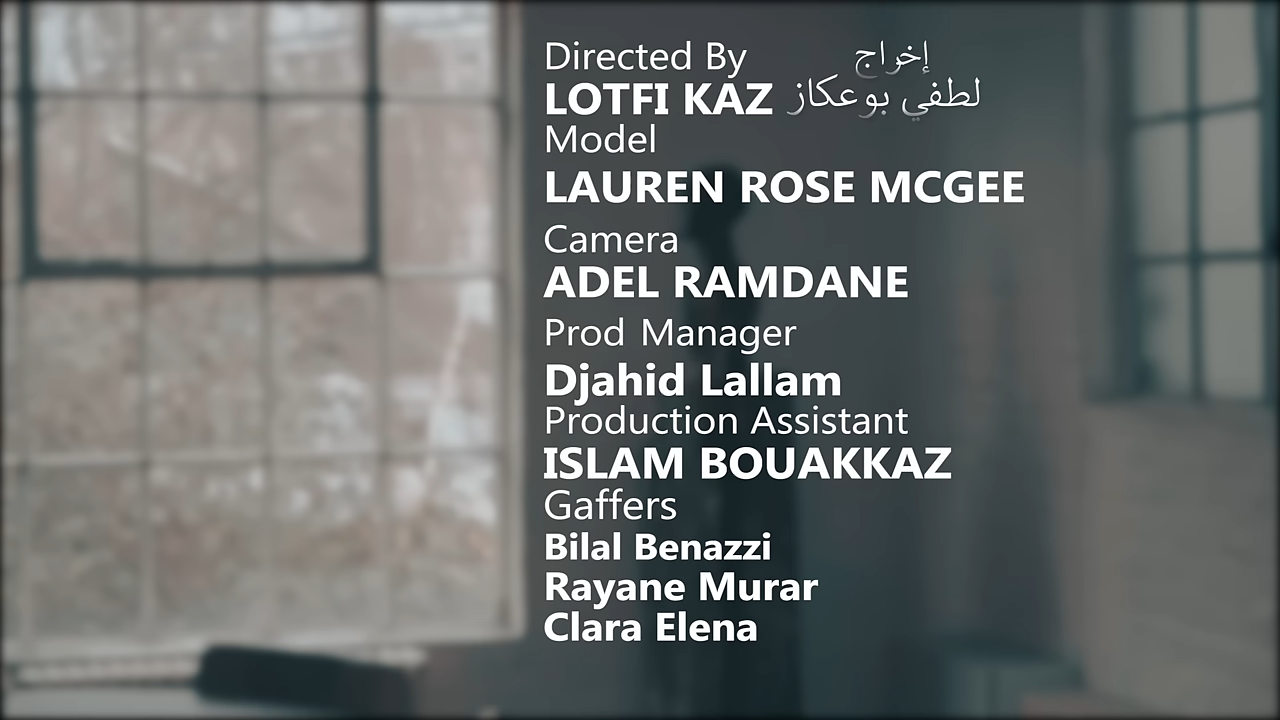 Directed By إخراج
LOTFI KAZ لطفي بوعكاز
Model
LAUREN ROSE MCGEE
Camera
ADEL RAMDANE
Prod Manager
Djahid Lallam
Production Assistant
ISLAM BOUAKKAZ
Gaffers
Bilal Benazzi
Rayane Murar
Clara Elena